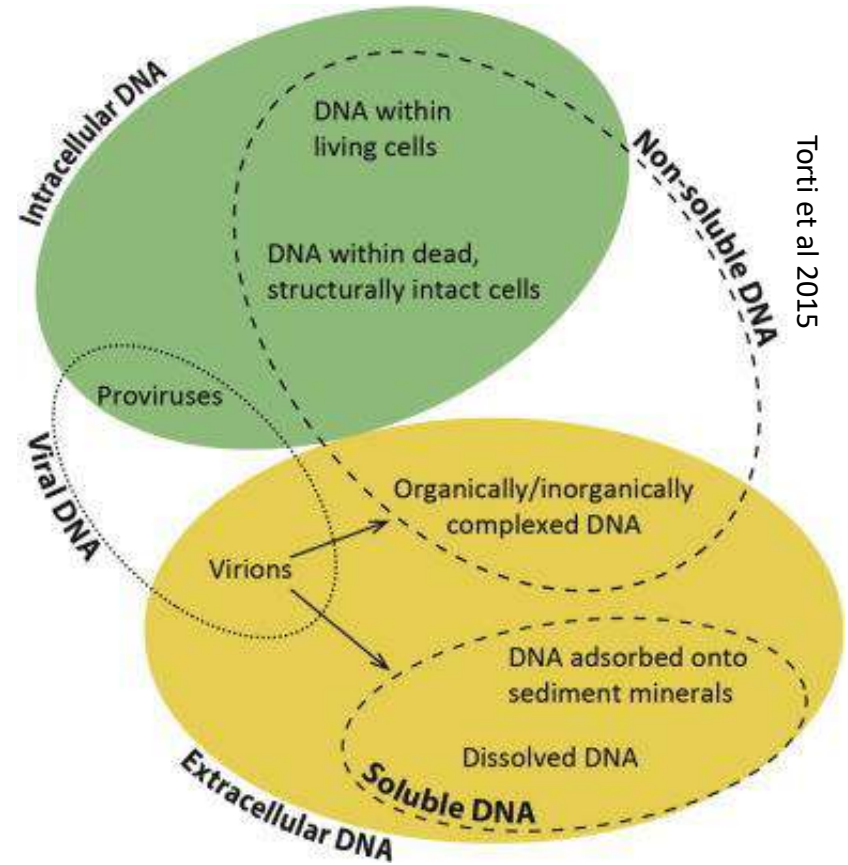 Intracellular DNA
DNA within
living cells
Non-soluble DNA
Torti et al 2015
DNA within dead,
structurally intact cells
Proviruses
Viral DNA
Organically/inorganically
complexed DNA
Virions
DNA adsorbed onto
sediment minerals
Dissolved DNA
Soluble DNA
Extracellular DNA